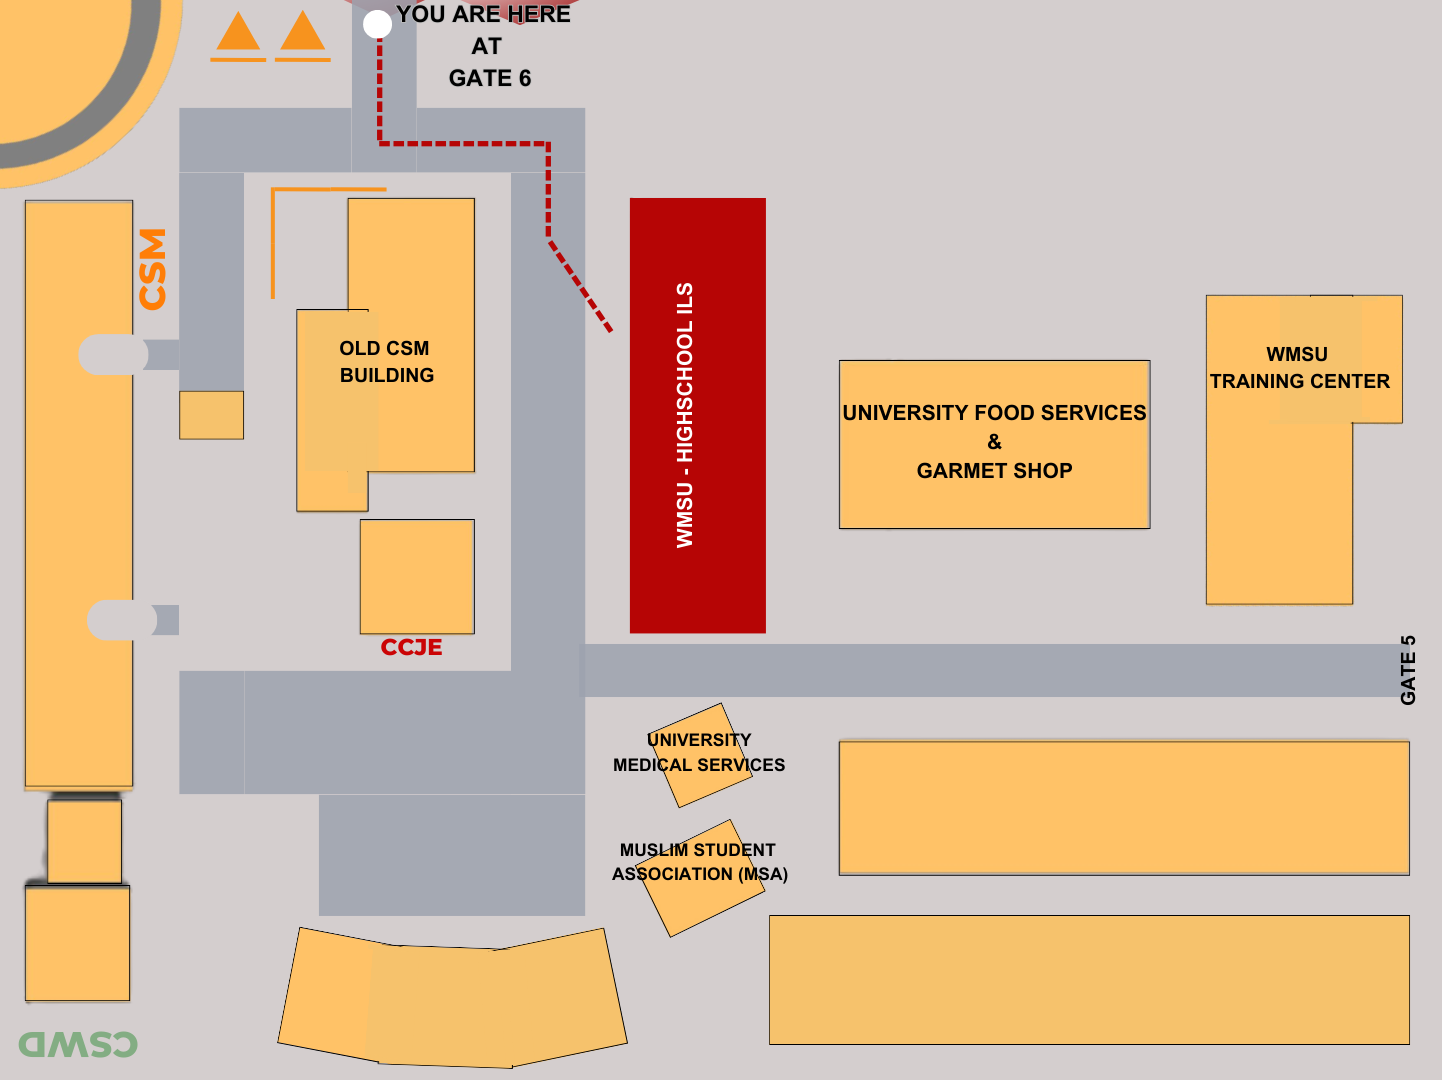 YOU ARE HERE
AT
GATE 6
CSM
OLD CSM
BUILDING
WMSU - HIGHSCHOOL ILS
WMSU
TRAINING CENTER
UNIVERSITY FOOD SERVICES
&
GARMET SHOP
CCJE
GATE 5
UNIVERSITY
MEDICAL SERVICES
MUSLIM STUDENT
ASSOCIATION (MSA)
CSWD